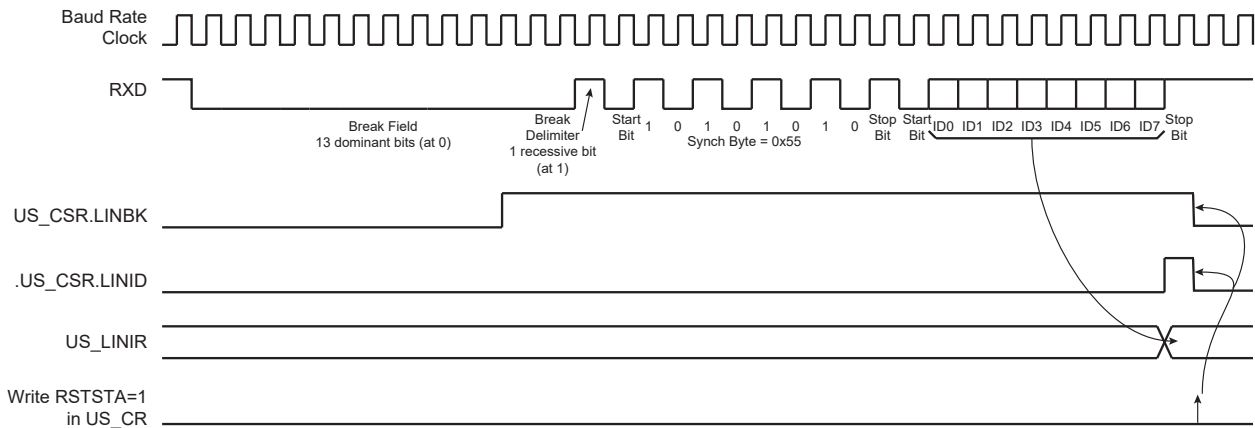 Baud Rate
Clock
RXD
Break Field
13 dominant bits (at 0)
Break
Delimiter
1 recessive bit
(at 1)
Start
Bit
1 0 1 0 1 0 1 0
Synch Byte = 0x55
Stop
Bit
Start
Bit
ID0 ID1 ID2 ID3 ID4 ID5 ID6 ID7
Stop
Bit
US_CSR.LINBK
.US_CSR.LINID
US_LINIR
Write RSTSTA=1
in US_CR